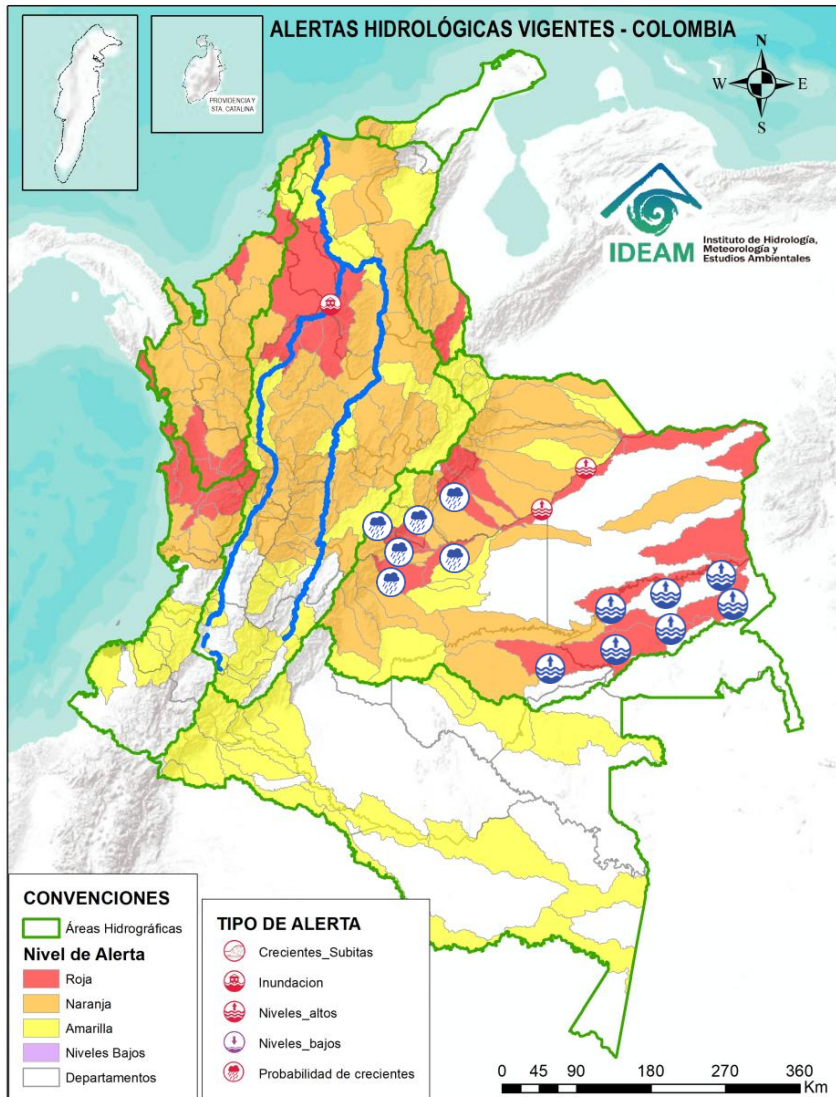 ALERTAS HIDROLÓGICAS VIGENTES - COLOMBIA
PROVIDENCIA Y
STA. CATALINA
N
W
E
S
IDEAM
Instituto de Hidrología,
Meteorología y
Estudios Ambientales
CONVENCIONES
Áreas Hidrográficas
Nivel de Alerta
Roja
Naranja
Amarilla
Niveles Bajos
Departamentos
TIPO DE ALERTA
Crecientes_Subitas
Inundacion
Niveles_altos
Niveles_bajos
Probabilidad de crecientes
0 45 90 180 270 360
Km